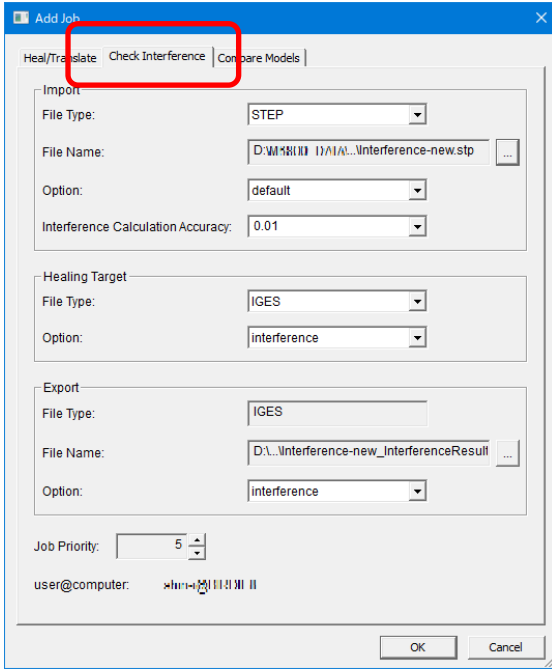 Add Job
Heal/Translate Check Interference Compare Models
Import
File Type: STEP
File Name: ...\Interference-new.stp ...
Option: default
Interference Calculation Accuracy: 0.01
Healing Target
File Type: IGES
Option: interference
Export
File Type: IGES
File Name: D:\...\Interference-new_InterferenceResult ...
Option: interference
Job Priority: 5
user@computer:
OK Cancel